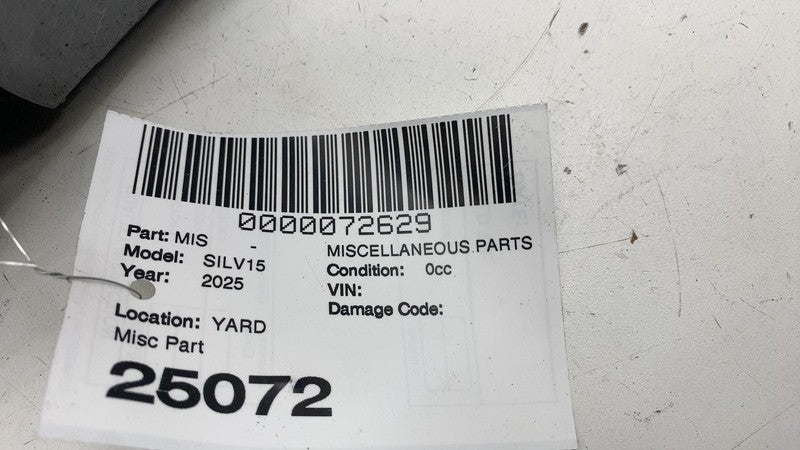 0000072629
Part: MIS - MISCELLANEOUS PARTS
Model: SILV15 Condition: 0cc
Year: 2025 VIN:
Damage Code:
Location: YARD
Misc Part
25072